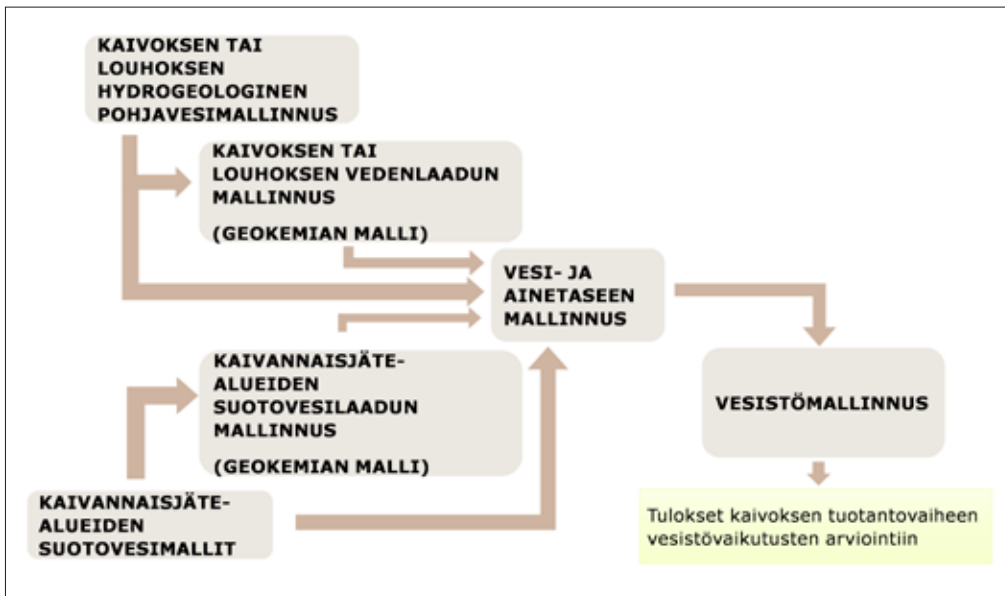 KAIVOKSEN TAI
LOUHOKSEN
HYDROGEOLOGINEN
POHJAVESIMALLINNUS
KAIVOKSEN TAI
LOUHOKSEN VEDENLAADUN
MALLINNUS
(GEOKEMIAN MALLI)
VESI- JA
AINETASEEN
MALLINNUS
KAIVANNAISJÄTE-
ALUEIDEN
SUOTOVESILAADUN
MALLINNUS
(GEOKEMIAN MALLI)
VESISTÖMALLINNUS
KAIVANNAISJÄTE-
ALUEIDEN
SUOTOVESIMALLIT
Tulokset kaivoksen tuotantovaiheen
vesistövaikutusten arviointiin